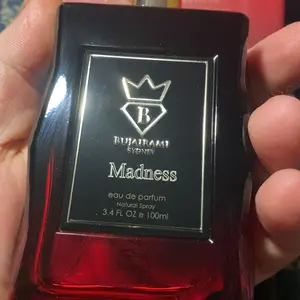 B
BUJAIRAMI
SYDNEY
Madness
eau de parfum
Natural Spray
3.4 FL OZ e 100ml